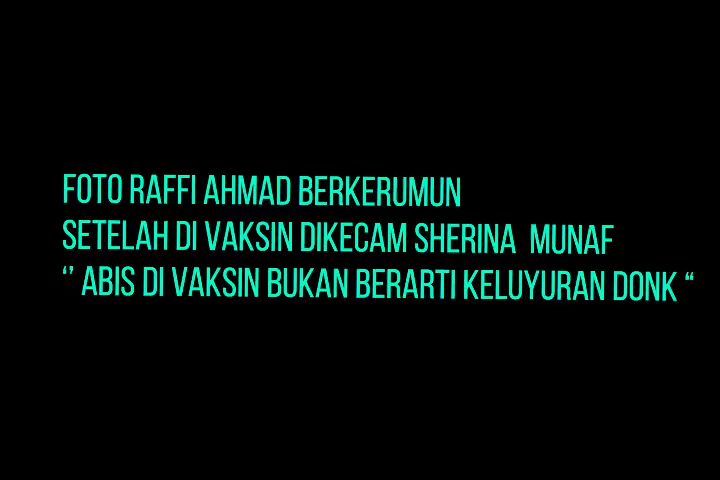 FOTO RAFFI AHMAD BERKERUMUN
SETELAH DI VAKSIN DIKECAM SHERINA MUNAF
‘’ ABIS DI VAKSIN BUKAN BERARTI KELUYURAN DONK “